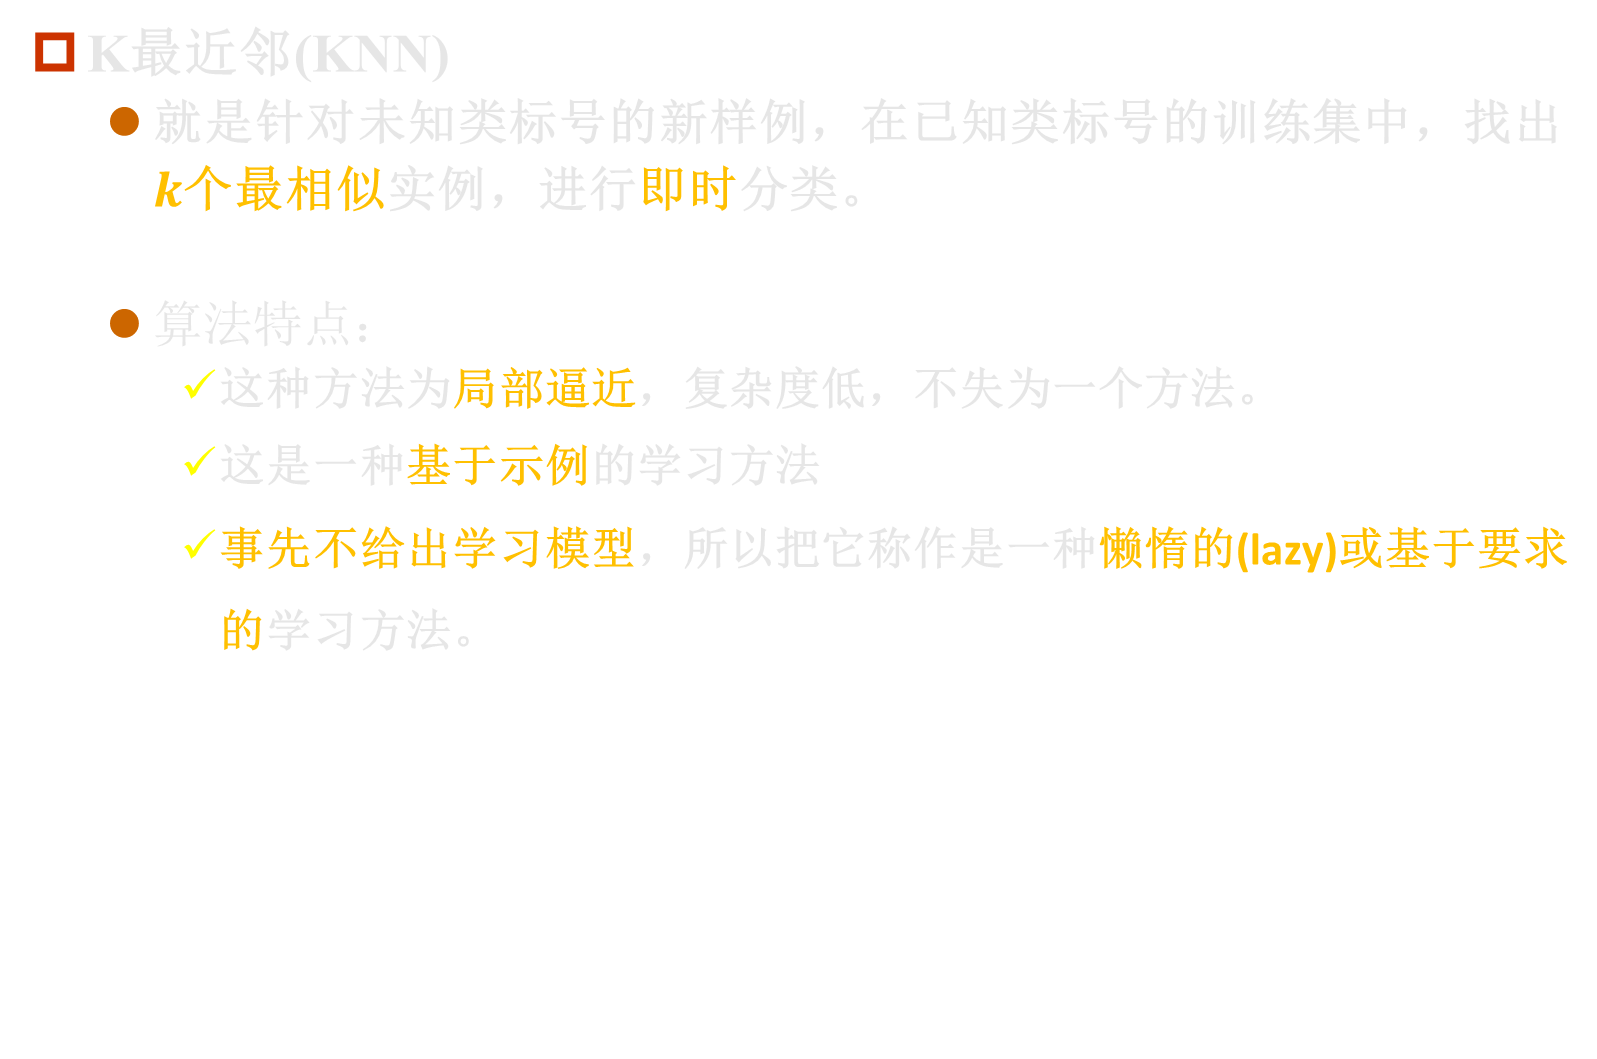 K最近邻(KNN)
就是针对未知类标号的新样例，在已知类标号的训练集中，找出
k个最相似实例，进行即时分类。
算法特点：
这种方法为局部逼近，复杂度低，不失为一个方法。
这是一种基于示例的学习方法
事先不给出学习模型，所以把它称作是一种懒惰的(lazy)或基于要求
的学习方法。